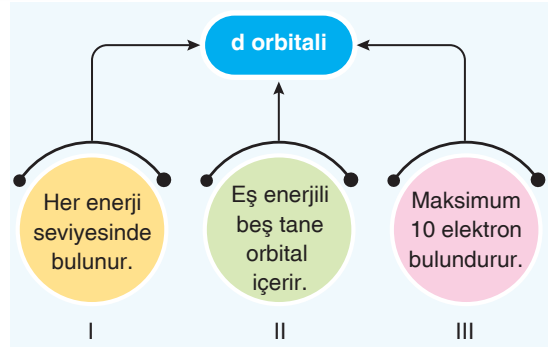 d orbitali
Her enerji
seviyesinde
bulunur.
Eş enerjili
beş tane
orbital
içerir.
Maksimum
10 elektron
bulundurur.
I
II
III